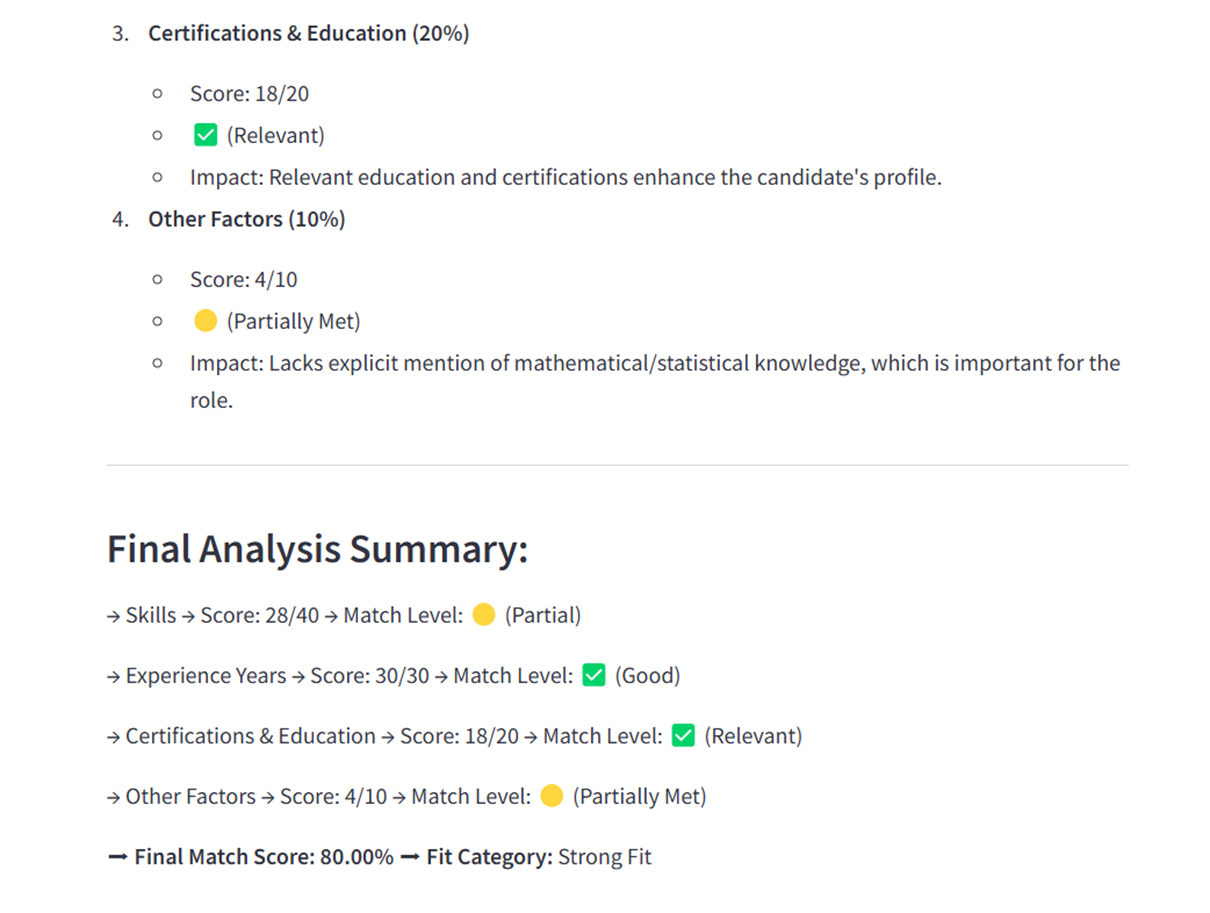 3. Certifications & Education (20%)
○ Score: 18/20
○ ✅ (Relevant)
○ Impact: Relevant education and certifications enhance the candidate's profile.
4. Other Factors (10%)
○ Score: 4/10
○ 🟡 (Partially Met)
○ Impact: Lacks explicit mention of mathematical/statistical knowledge, which is important for the
role.
Final Analysis Summary:
→ Skills → Score: 28/40 → Match Level: 🟡 (Partial)
→ Experience Years → Score: 30/30 → Match Level: ✅ (Good)
→ Certifications & Education → Score: 18/20 → Match Level: ✅ (Relevant)
→ Other Factors → Score: 4/10 → Match Level: 🟡 (Partially Met)
➞ Final Match Score: 80.00% ➞ Fit Category: Strong Fit